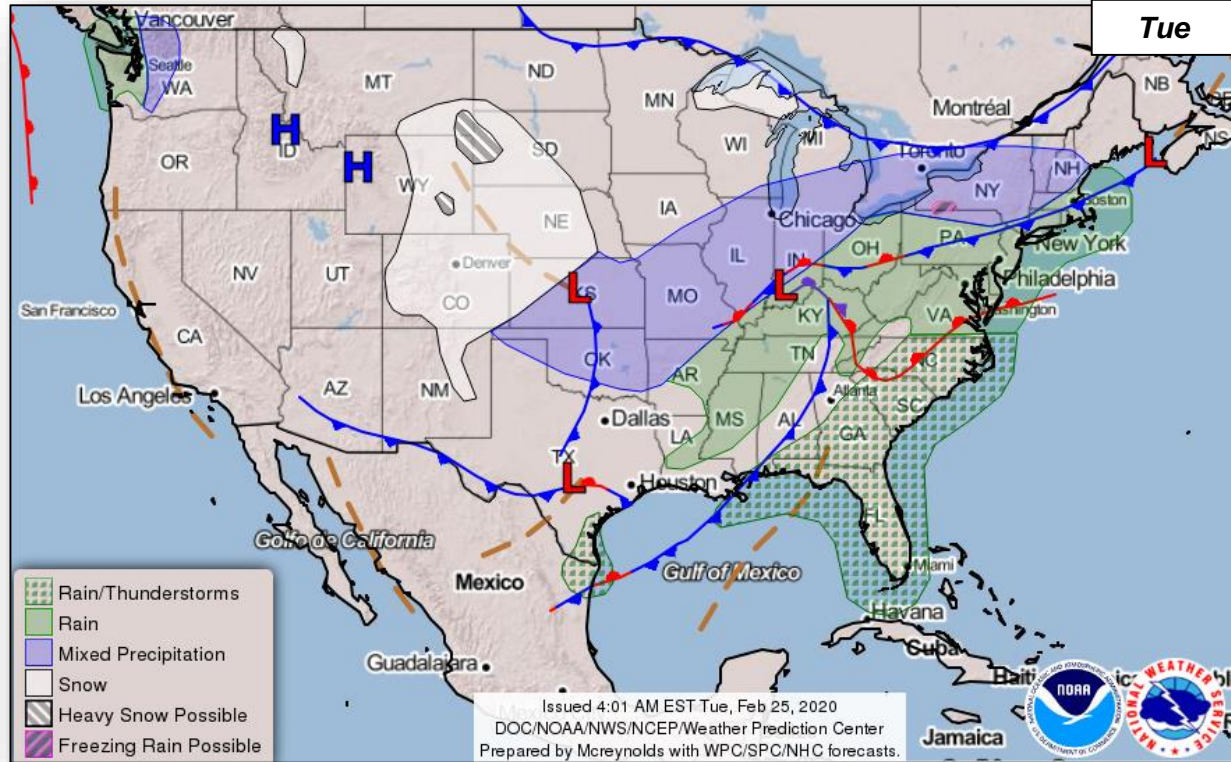 Tue
Vancouver
Seattle
WA
MT
ND
MN
Montréal
NB
NS
H
ID
OR
H
WY
SD
WI
MI
Toronto
NY
NH
L
Boston
IA
NE
Chicago
New York
NV
UT
Denver
CO
L
KS
MO
IL
IN
L
OH
PA
Philadelphia
San Francisco
CA
KY
VA
Washington
OK
TN
NC
Los Angeles
AZ
NM
AR
Atlanta
SC
Dallas
MS
AL
GA
LA
TX
L
Houston
FL
Golfo de California
Mexico
Gulf of Mexico
Miami
Havana
Cuba
Guadalajara
Jamaica
Rain/Thunderstorms
Rain
Mixed Precipitation
Snow
Heavy Snow Possible
Freezing Rain Possible
Issued 4:01 AM EST Tue, Feb 25, 2020
DOC/NOAA/NWS/NCEP/Weather Prediction Center
Prepared by Mcreynolds with WPC/SPC/NHC forecasts.
NOAA
NATIONAL WEATHER SERVICE